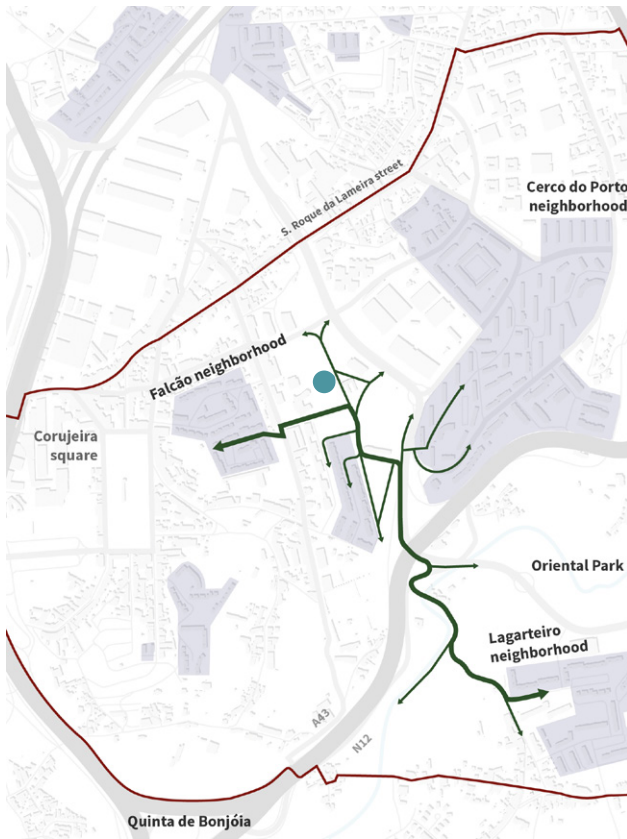 S. Roque da Lameira street
Cerco do Porto
neighborhood
Falcão neighborhood
Corujeira
square
Oriental Park
Lagarteiro
neighborhood
A43
N12
Quinta de Bonjóia